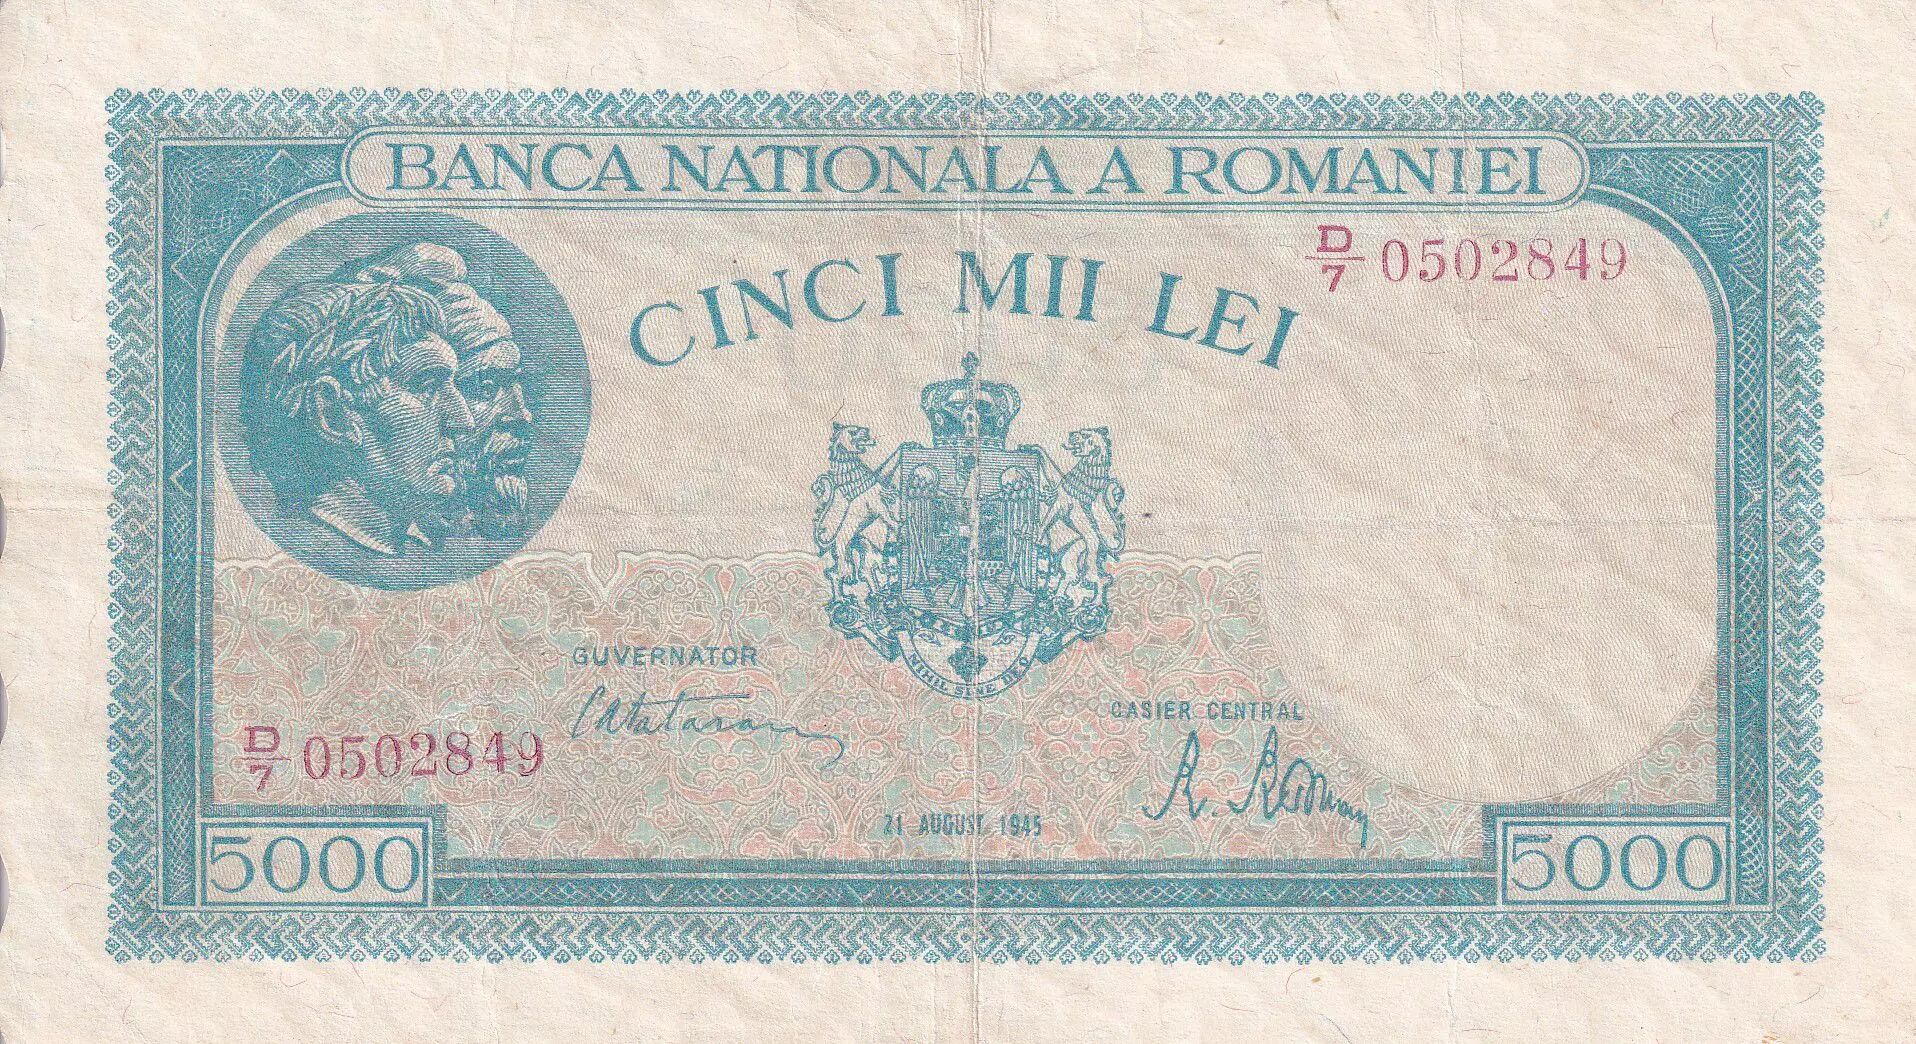 BANCA NATIONALA A ROMANIEI
D/7 0502849
CINCI MII LEI
NIHIL SINE DEO
GUVERNATOR
CASIER CENTRAL
D/7 0502849
21 AUGUST 1945
5000
5000